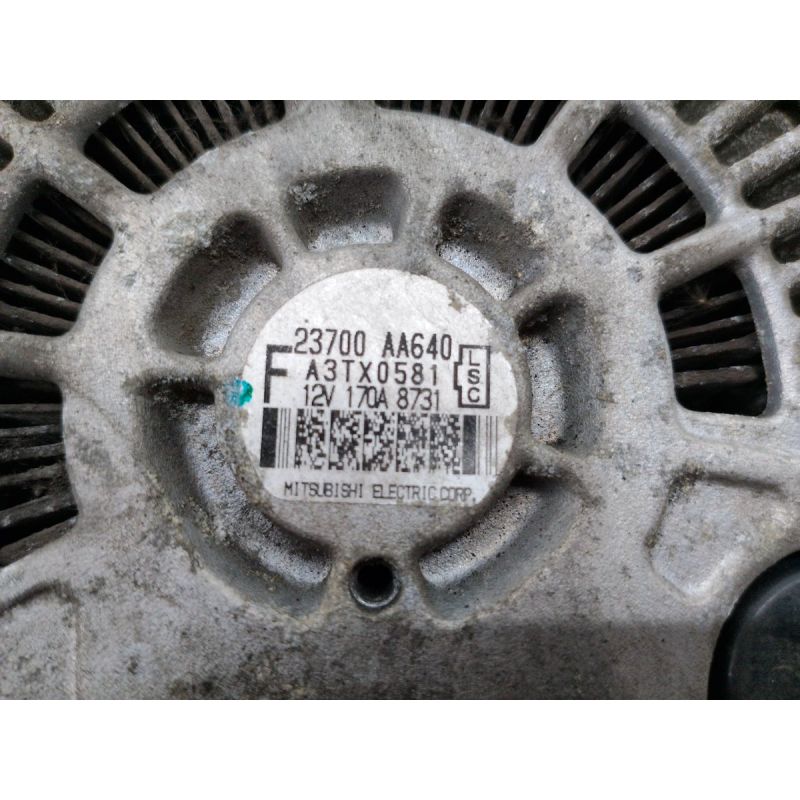 23700 AA640
F A3TX0581 LSC
12V 170A 8731
MITSUBISHI ELECTRIC CORP.